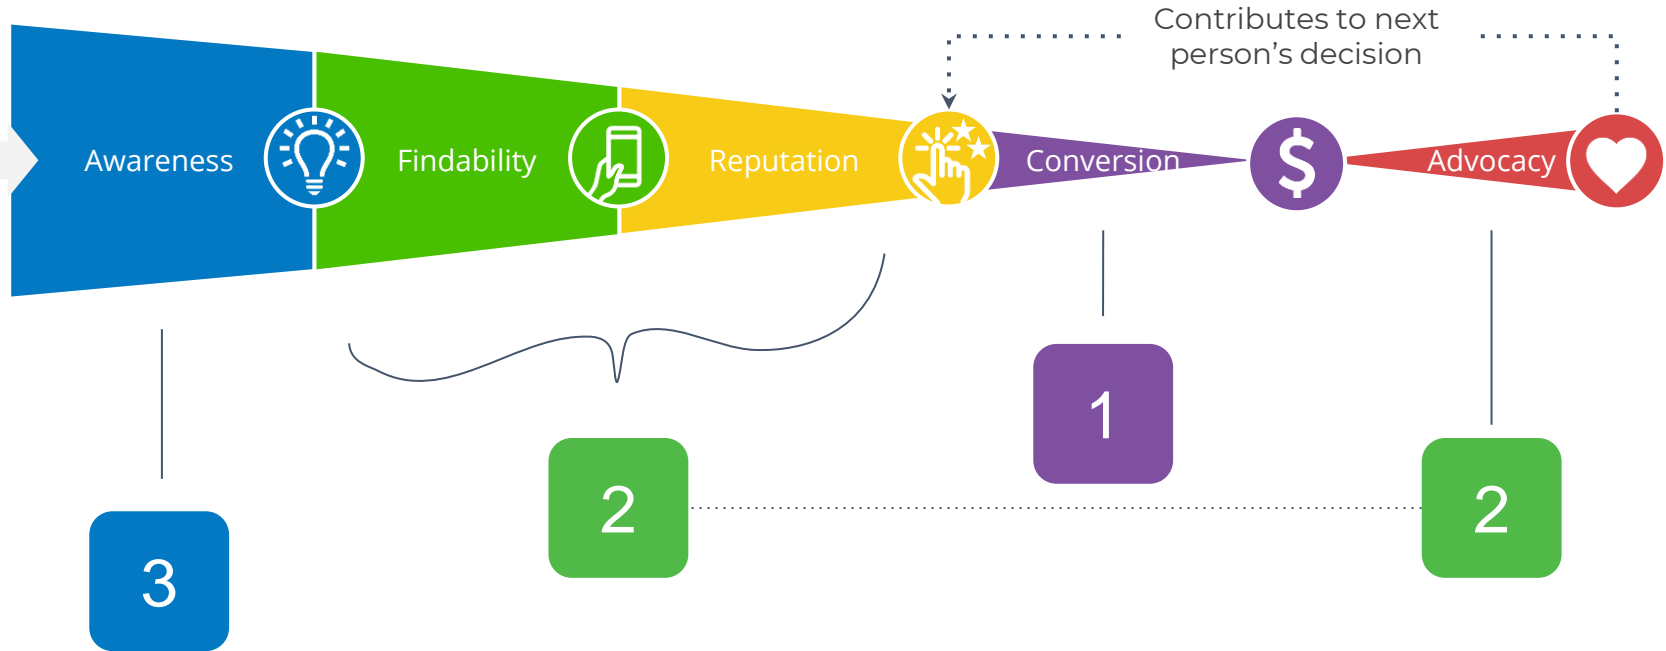 Contributes to next
person’s decision
Awareness
Findability
Reputation
Conversion
$
Advocacy
1
2
2
3